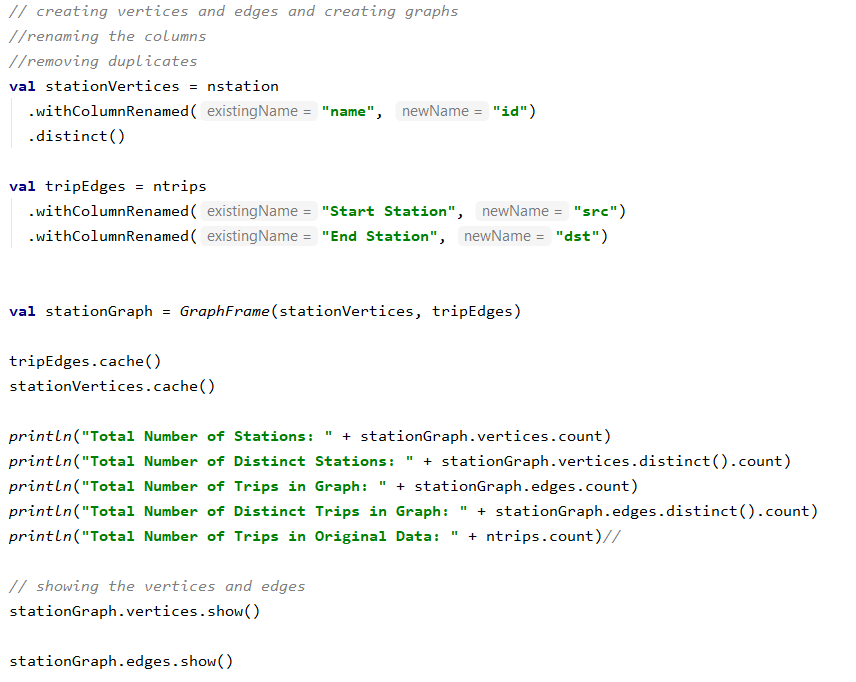 // creating vertices and edges and creating graphs
//renaming the columns
//removing duplicates
val stationVertices = nstation
.withColumnRenamed( existingName = "name", newName = "id")
.distinct()
val tripEdges = ntrips
.withColumnRenamed( existingName = "Start Station", newName = "src")
.withColumnRenamed( existingName = "End Station", newName = "dst")
val stationGraph = GraphFrame(stationVertices, tripEdges)
tripEdges.cache()
stationVertices.cache()
println("Total Number of Stations: " + stationGraph.vertices.count)
println("Total Number of Distinct Stations: " + stationGraph.vertices.distinct().count)
println("Total Number of Trips in Graph: " + stationGraph.edges.count)
println("Total Number of Distinct Trips in Graph: " + stationGraph.edges.distinct().count)
println("Total Number of Trips in Original Data: " + ntrips.count)//
// showing the vertices and edges
stationGraph.vertices.show()
stationGraph.edges.show()